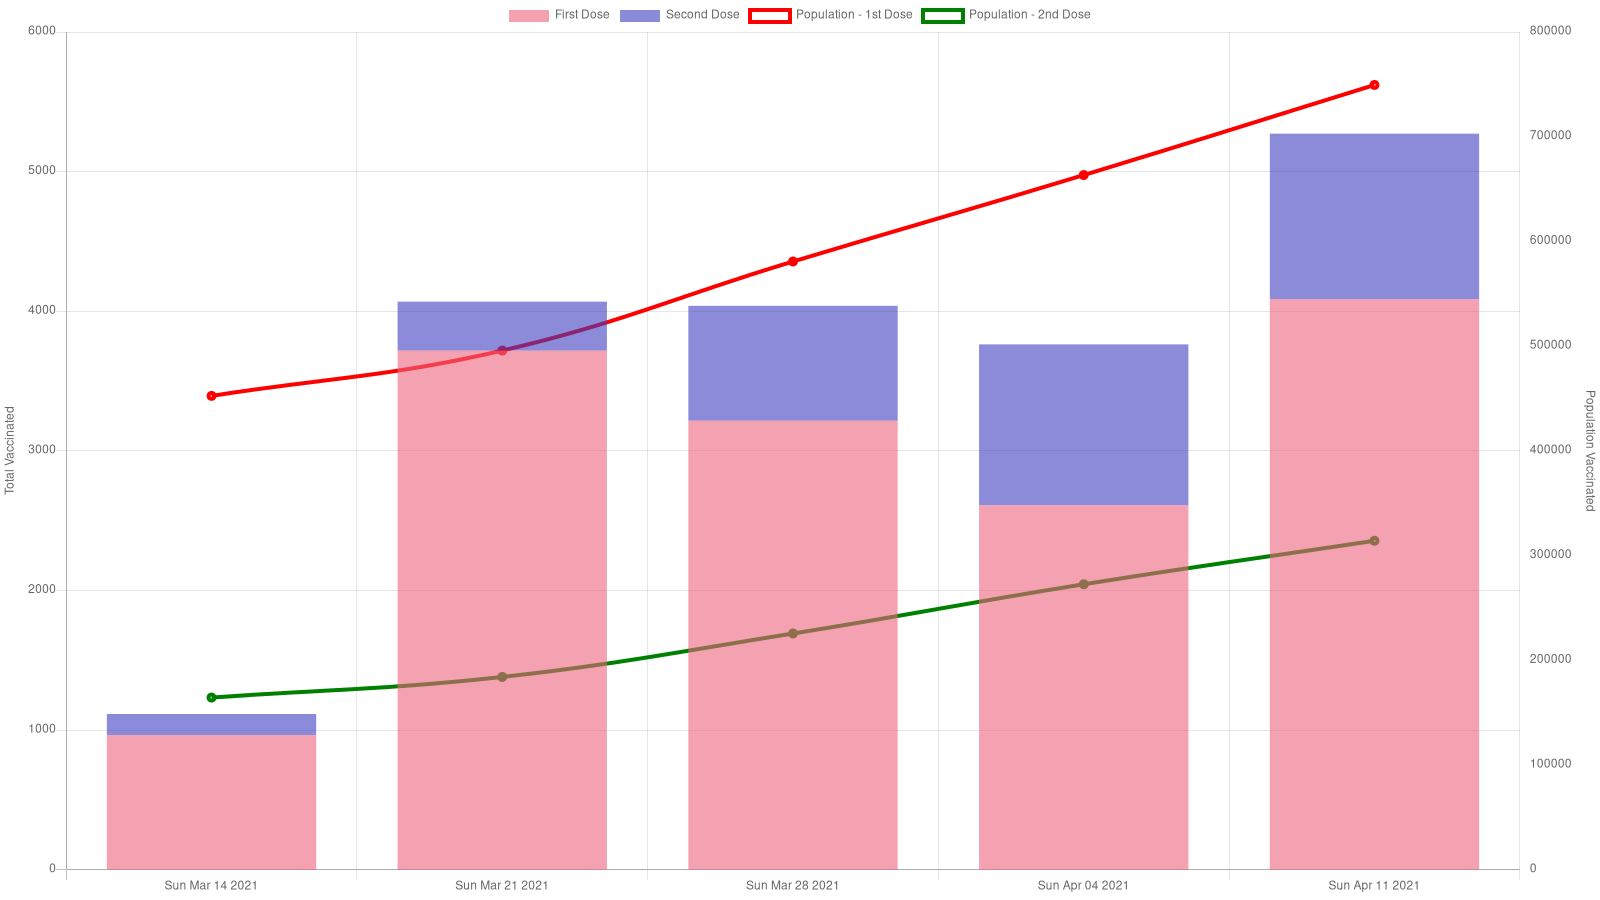 First Dose
Second Dose
Population - 1st Dose
Population - 2nd Dose
6000
5000
4000
3000
2000
1000
0
Total Vaccinated
800000
700000
600000
500000
400000
300000
200000
100000
0
Population Vaccinated
Sun Mar 14 2021
Sun Mar 21 2021
Sun Mar 28 2021
Sun Apr 04 2021
Sun Apr 11 2021